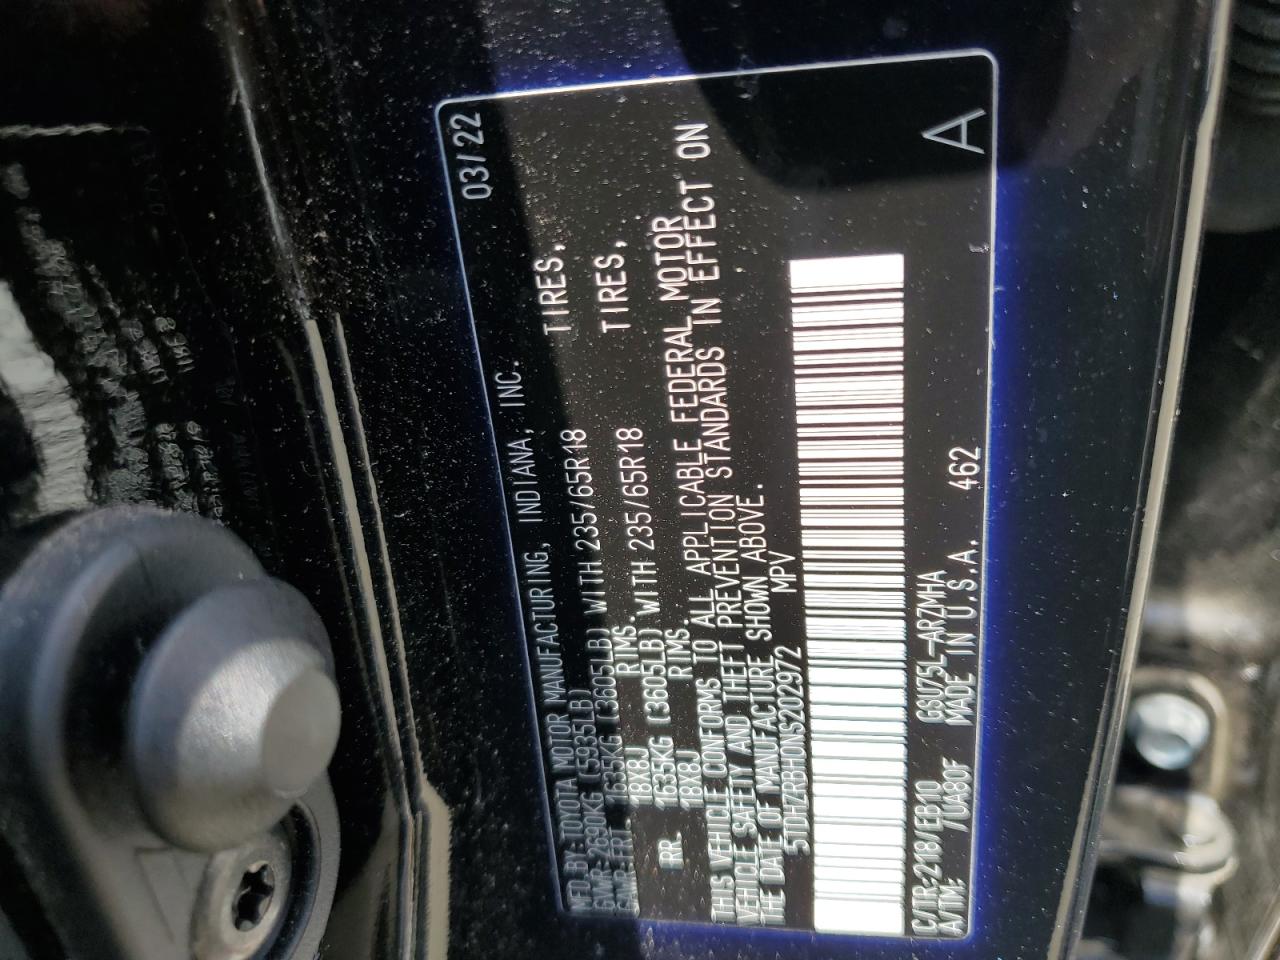 MFD.BY:TOYOTA MOTOR MANUFACTURING, INDIANA, INC. 03/22
GVWR 2690KG (5935LB)
GAWR FRT 1635KG (3605LB) WITH 235/65R18 TIRES,
18X8J RIMS.
RR. 1635KG (3605LB) WITH 235/65R18 TIRES,
18X8J RIMS.
THIS VEHICLE CONFORMS TO ALL APPLICABLE FEDERAL MOTOR
VEHICLE SAFETY AND THEFT PREVENTION STANDARDS IN EFFECT ON
THE DATE OF MANUFACTURE SHOWN ABOVE.
5TDHZRBH0NS202972 MPV
C/TR:218/EB10 GSU75L-ARZMHA
A/TM: /UA80F MADE IN U.S.A. 462
A